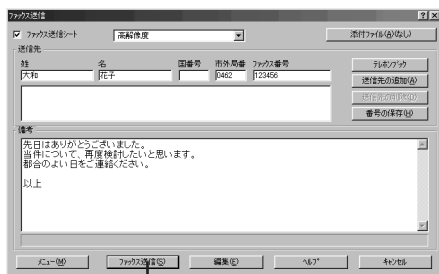 ファックス送信
ファックス送信シート 高解像度 添付ファイル(A)(なし)
送信先
姓 名 国番号 市外局番 ファックス番号 テレホンブック
大和 花子 0462 123456 送信先の追加(A)
番号の保存(H)
備考
先日はありがとうございました。
当件について、再度検討したいと思います。
都合のよい日をご連絡ください。
以上
メニュー(M) ファックス送信(S) 編集(E) ヘルプ キャンセル